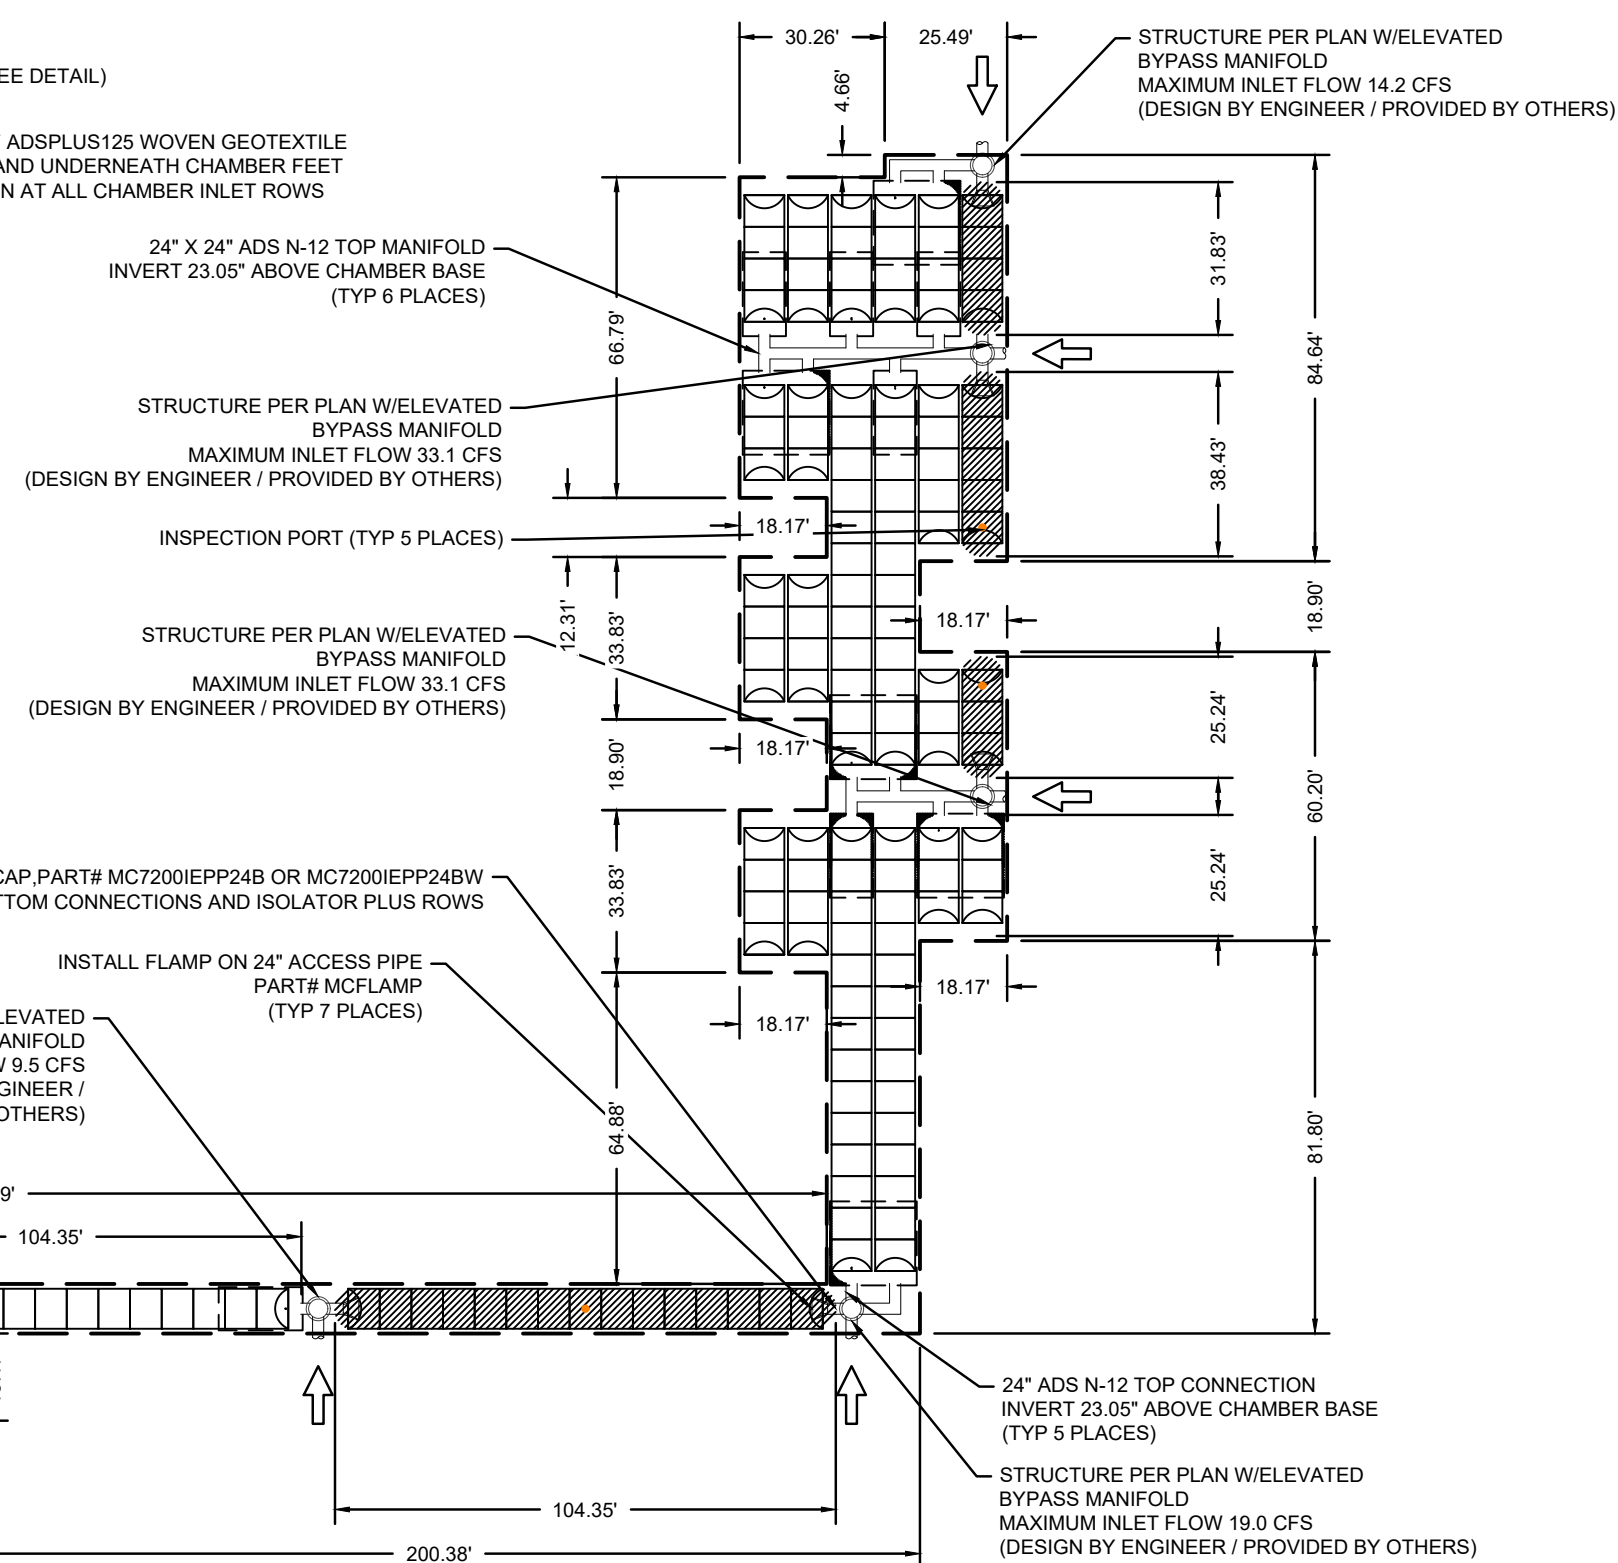 30.26'
25.49'
4.66'
STRUCTURE PER PLAN W/ELEVATED
BYPASS MANIFOLD
MAXIMUM INLET FLOW 14.2 CFS
(DESIGN BY ENGINEER / PROVIDED BY OTHERS)
EE DETAIL)
ADSPLUS125 WOVEN GEOTEXTILE
AND UNDERNEATH CHAMBER FEET
N AT ALL CHAMBER INLET ROWS
24" X 24" ADS N-12 TOP MANIFOLD
INVERT 23.05" ABOVE CHAMBER BASE
(TYP 6 PLACES)
66.79'
31.83'
84.64'
STRUCTURE PER PLAN W/ELEVATED
BYPASS MANIFOLD
MAXIMUM INLET FLOW 33.1 CFS
(DESIGN BY ENGINEER / PROVIDED BY OTHERS)
38.43'
18.17'
INSPECTION PORT (TYP 5 PLACES)
12.31'
33.83'
18.17'
18.90'
STRUCTURE PER PLAN W/ELEVATED
BYPASS MANIFOLD
MAXIMUM INLET FLOW 33.1 CFS
(DESIGN BY ENGINEER / PROVIDED BY OTHERS)
25.24'
18.90'
18.17'
60.20'
CAP,PART# MC7200IEPP24B OR MC7200IEPP24BW
TTOM CONNECTIONS AND ISOLATOR PLUS ROWS
33.83'
25.24'
INSTALL FLAMP ON 24" ACCESS PIPE
PART# MCFLAMP
(TYP 7 PLACES)
18.17'
18.17'
LEVATED
ANIFOLD
W 9.5 CFS
GINEER /
OTHERS)
64.88'
81.80'
9'
104.35'
24" ADS N-12 TOP CONNECTION
INVERT 23.05" ABOVE CHAMBER BASE
(TYP 5 PLACES)
STRUCTURE PER PLAN W/ELEVATED
BYPASS MANIFOLD
MAXIMUM INLET FLOW 19.0 CFS
(DESIGN BY ENGINEER / PROVIDED BY OTHERS)
104.35'
200.38'